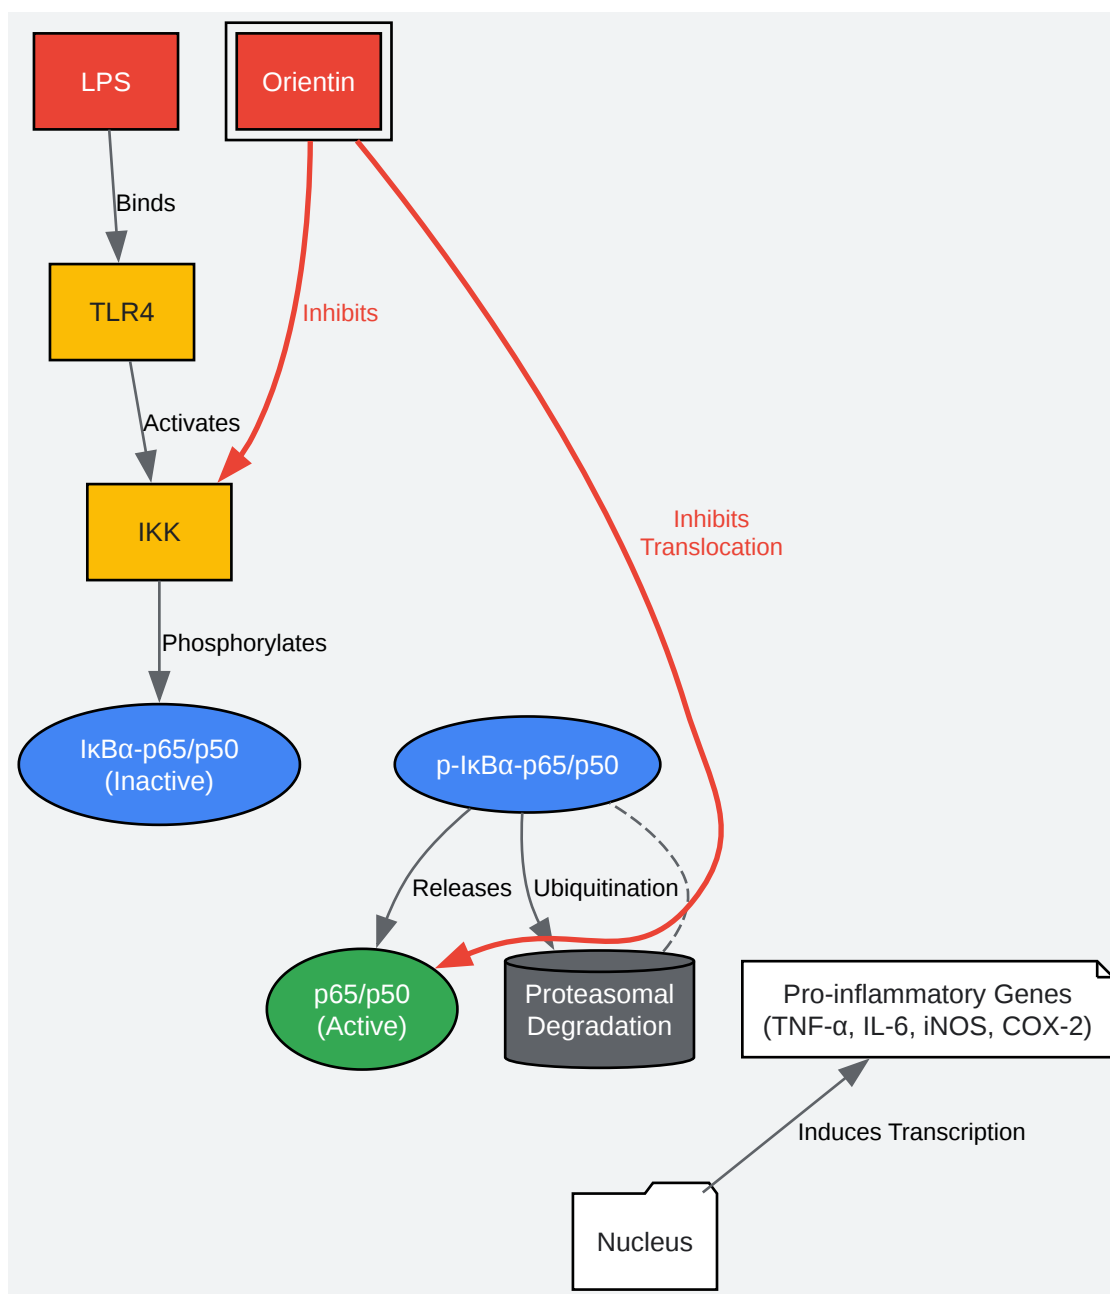 LPS
Orientin
Binds
TLR4
Inhibits
Activates
Inhibits
Translocation
IKK
Phosphorylates
IκBα-p65/p50
(Inactive)
p-IκBα-p65/p50
Releases
Ubiquitination
p65/p50
(Active)
Proteasomal
Degradation
Pro-inflammatory Genes
(TNF-α, IL-6, iNOS, COX-2)
Induces Transcription
Nucleus